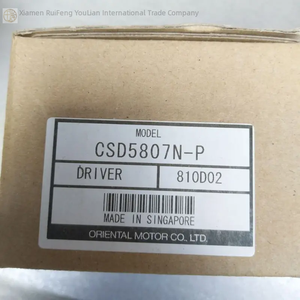 Xiamen RuiFeng YouLian International Trade Company
MODEL
CSD5807N-P
DRIVER 810D02
MADE IN SINGAPORE
ORIENTAL MOTOR CO., LTD.